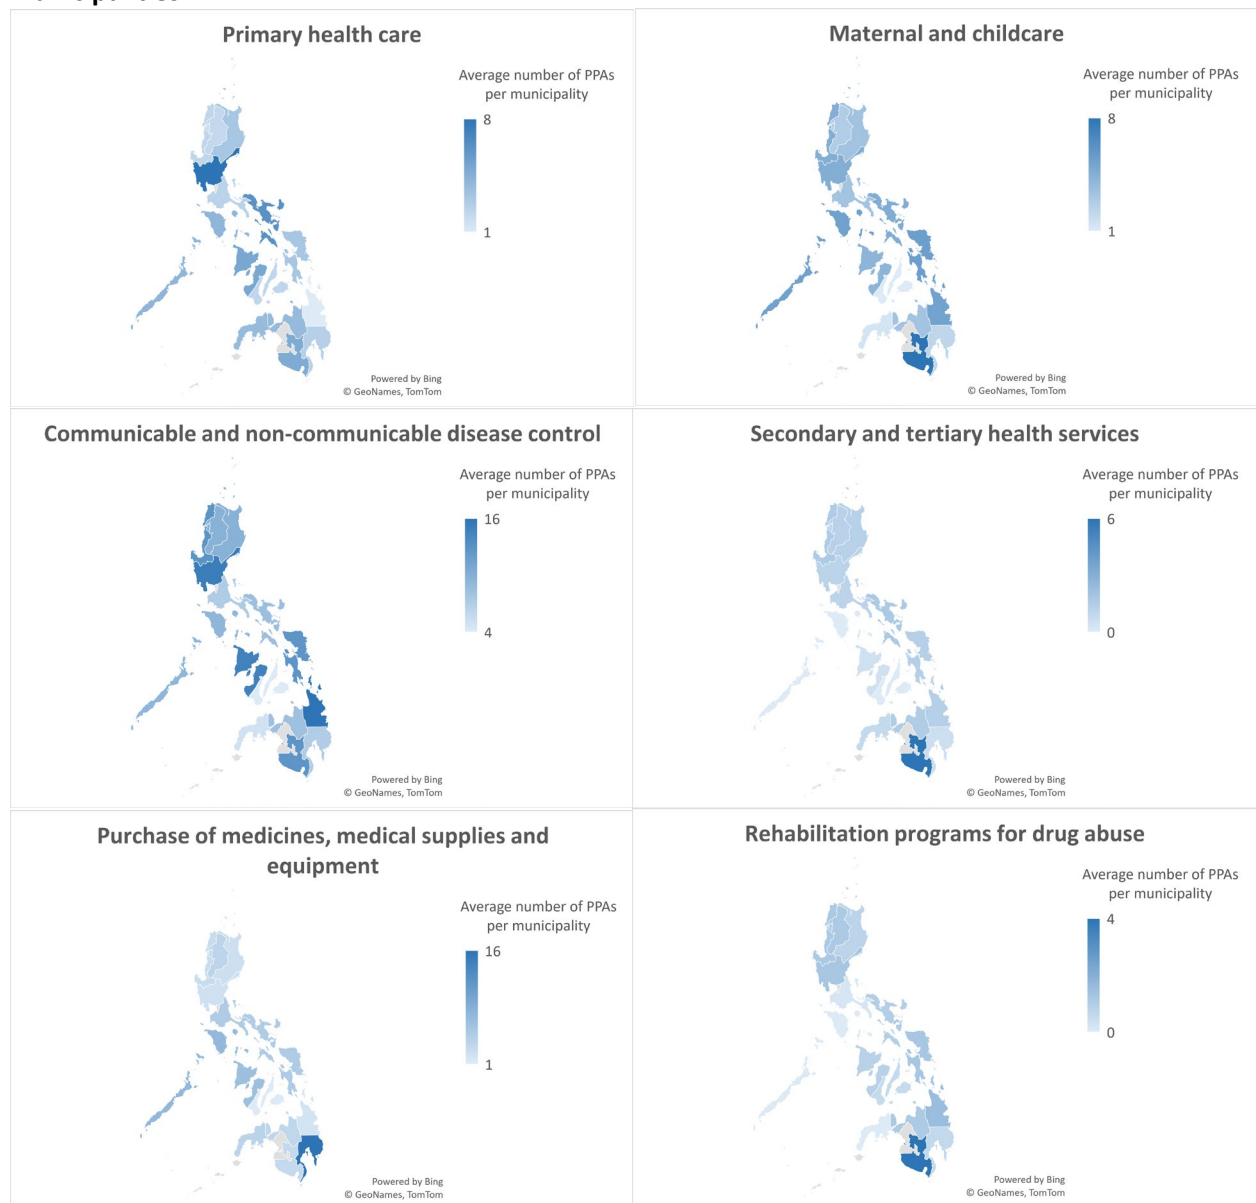 Primary health care
Average number of PPAs
per municipality
8
1
Powered by Bing
© GeoNames, TomTom
Maternal and childcare
Average number of PPAs
per municipality
8
1
Powered by Bing
© GeoNames, TomTom
Communicable and non-communicable disease control
Average number of PPAs
per municipality
16
4
Powered by Bing
© GeoNames, TomTom
Secondary and tertiary health services
Average number of PPAs
per municipality
6
0
Powered by Bing
© GeoNames, TomTom
Purchase of medicines, medical supplies and
equipment
Average number of PPAs
per municipality
16
1
Powered by Bing
© GeoNames, TomTom
Rehabilitation programs for drug abuse
Average number of PPAs
per municipality
4
0
Powered by Bing
© GeoNames, TomTom